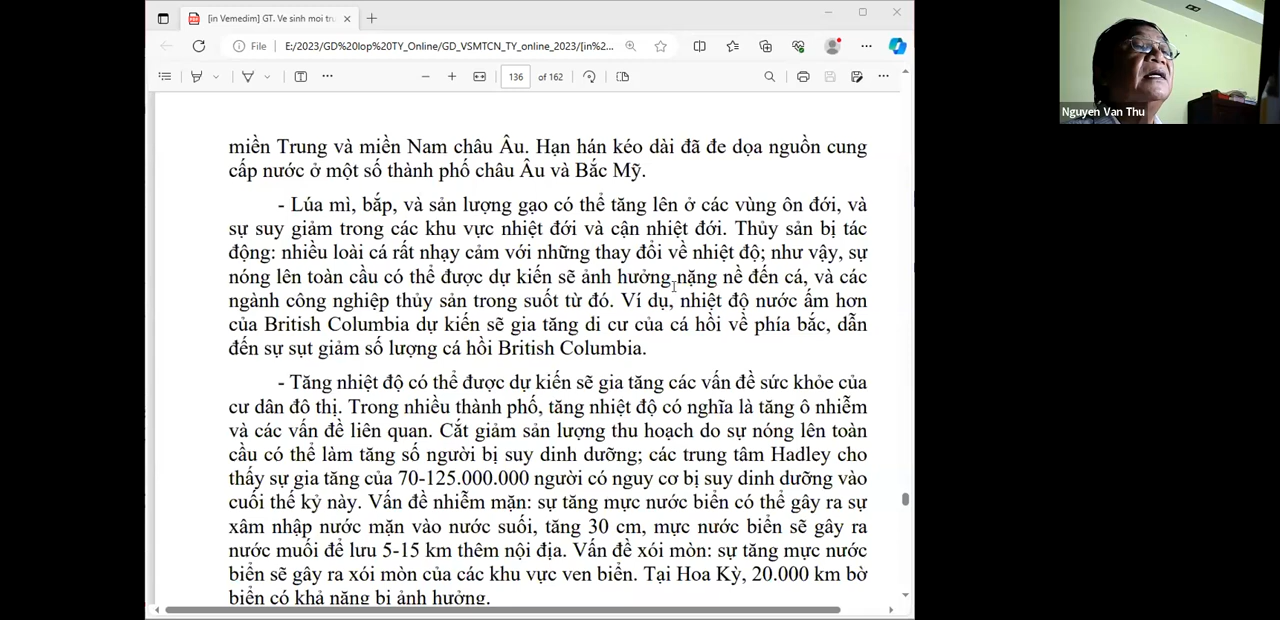 [in Vemedim] GT. Ve sinh moi tru
File
E:/2023/GD%20lop%20TY_Online/GD_VSMTCN_TY_online_2023/[in%2...
136 of 162
miền Trung và miền Nam châu Âu. Hạn hán kéo dài đã đe dọa nguồn cung
cấp nước ở một số thành phố châu Âu và Bắc Mỹ.
- Lúa mì, bắp, và sản lượng gạo có thể tăng lên ở các vùng ôn đới, và
sự suy giảm trong các khu vực nhiệt đới và cận nhiệt đới. Thủy sản bị tác
động: nhiều loài cá rất nhạy cảm với những thay đổi về nhiệt độ; như vậy, sự
nóng lên toàn cầu có thể được dự kiến sẽ ảnh hưởng nặng nề đến cá, và các
ngành công nghiệp thủy sản trong suốt từ đó. Ví dụ, nhiệt độ nước ấm hơn
của British Columbia dự kiến sẽ gia tăng di cư của cá hồi về phía bắc, dẫn
đến sự sụt giảm số lượng cá hồi British Columbia.
- Tăng nhiệt độ có thể được dự kiến sẽ gia tăng các vấn đề sức khỏe của
cư dân đô thị. Trong nhiều thành phố, tăng nhiệt độ có nghĩa là tăng ô nhiễm
và các vấn đề liên quan. Cắt giảm sản lượng thu hoạch do sự nóng lên toàn
cầu có thể làm tăng số người bị suy dinh dưỡng; các trung tâm Hadley cho
thấy sự gia tăng của 70-125.000.000 người có nguy cơ bị suy dinh dưỡng vào
cuối thế kỷ này. Vấn đề nhiễm mặn: sự tăng mực nước biển có thể gây ra sự
xâm nhập nước mặn vào nước suối, tăng 30 cm, mực nước biển sẽ gây ra
nước muối để lưu 5-15 km thêm nội địa. Vấn đề xói mòn: sự tăng mực nước
biển sẽ gây ra xói mòn của các khu vực ven biển. Tại Hoa Kỳ, 20.000 km bờ
biển có khả năng bị ảnh hưởng.
Nguyen Van Thu